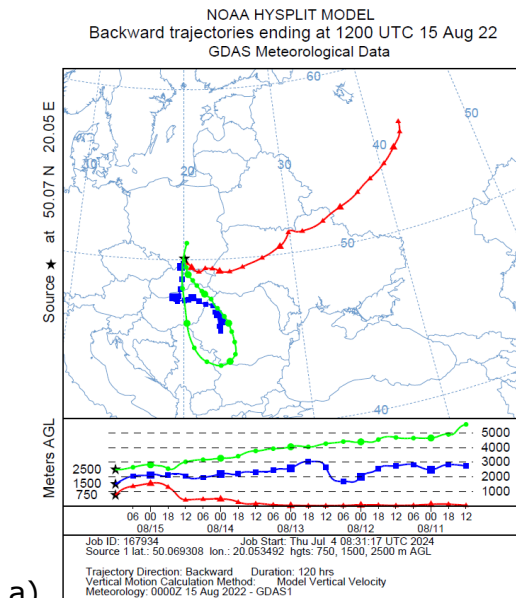 NOAA HYSPLIT MODEL
Backward trajectories ending at 1200 UTC 15 Aug 22
GDAS Meteorological Data
Source ★ at 50.07 N 20.05 E
60
50
20
30
50
40
Meters AGL
2500
1500
750
5000
4000
3000
2000
1000
06 00 18 12 06 00 18 12 06 00 18 12 06 00 18 12 06 00 18 12
08/15 08/14 08/13 08/12 08/11
Job ID: 167934 Job Start: Thu Jul 4 08:31:17 UTC 2024
Source 1 lat.: 50.069308 lon.: 20.053492 hgts: 750, 1500, 2500 m AGL
Trajectory Direction: Backward Duration: 120 hrs
Vertical Motion Calculation Method: Model Vertical Velocity
Meteorology: 0000Z 15 Aug 2022 - GDAS1
a)